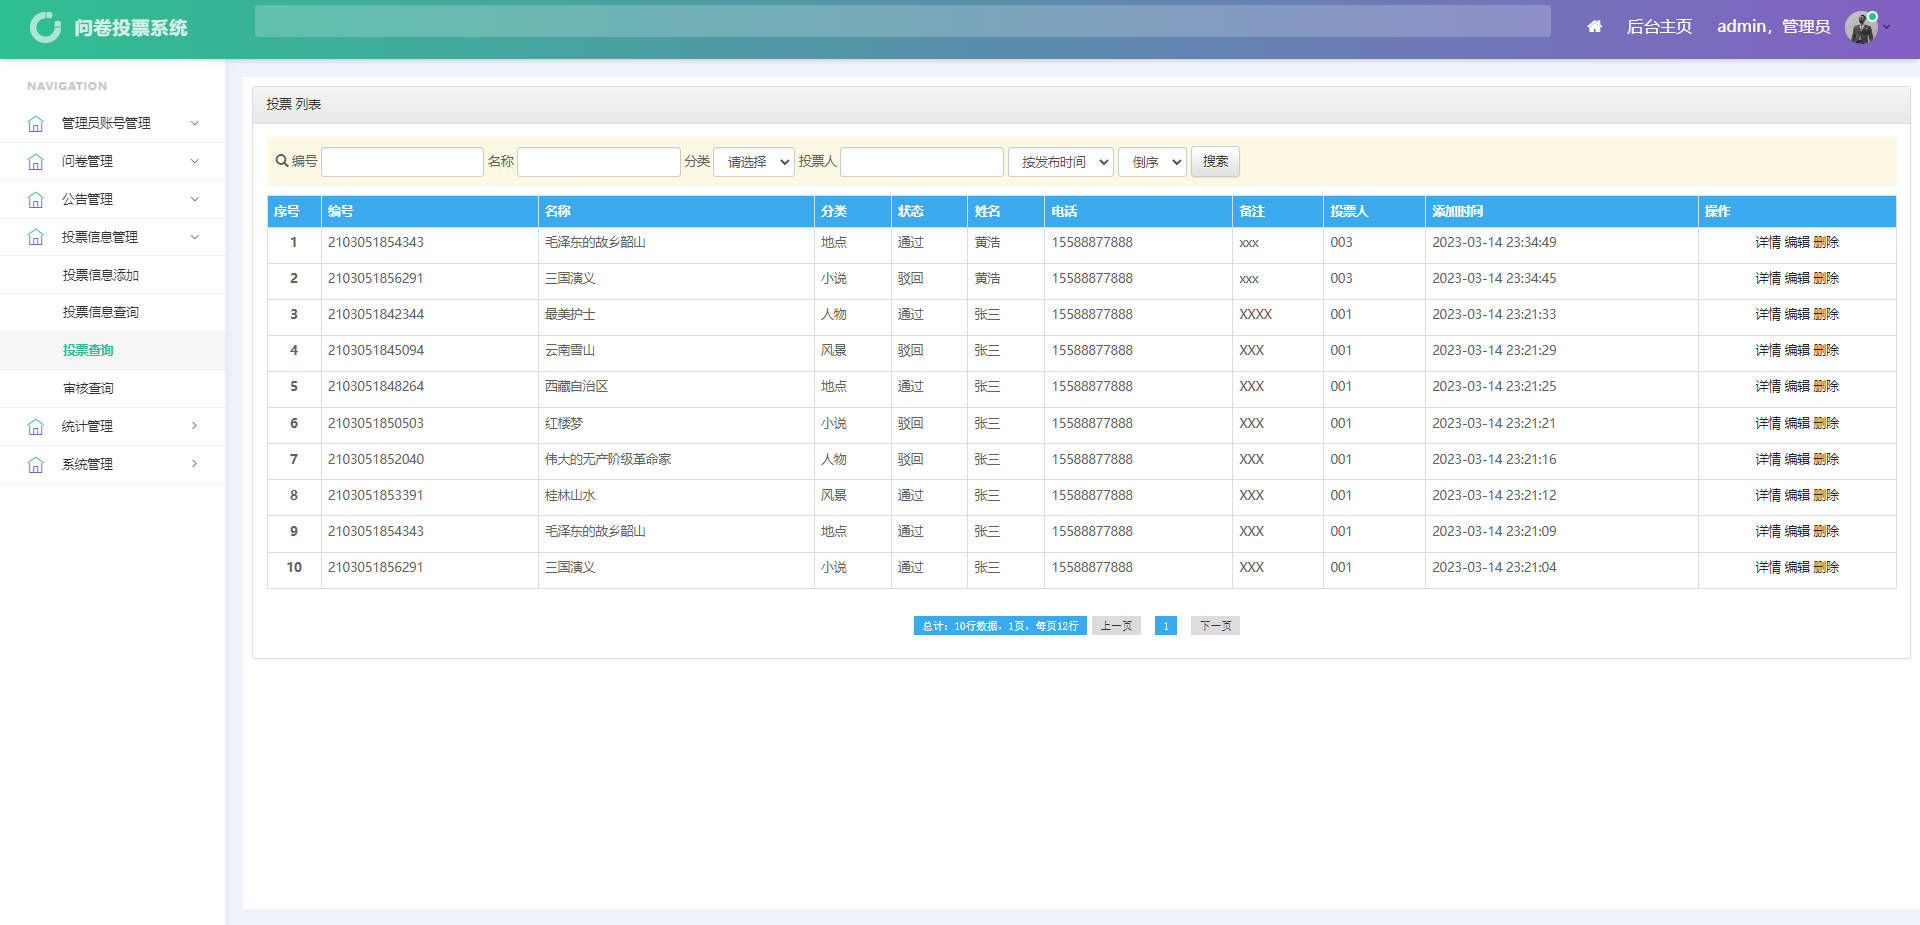 问卷投票系统
后台主页 admin，管理员
NAVIGATION
管理员账号管理
问卷管理
公告管理
投票信息管理
投票信息添加
投票信息查询
投票查询
审核查询
统计管理
系统管理
投票 列表
编号 名称 分类 请选择 投票人 按发布时间 倒序 搜索
序号 编号 名称 分类 状态 姓名 电话 备注 投票人 添加时间 操作
1 2103051854343 毛泽东的故乡韶山 地点 通过 黄浩 15588877888 xxx 003 2023-03-14 23:34:49 详情 编辑 删除
2 2103051856291 三国演义 小说 驳回 黄浩 15588877888 xxx 003 2023-03-14 23:34:45 详情 编辑 删除
3 2103051842344 最美护士 人物 通过 张三 15588877888 XXXX 001 2023-03-14 23:21:33 详情 编辑 删除
4 2103051845094 云南雪山 风景 驳回 张三 15588877888 XXX 001 2023-03-14 23:21:29 详情 编辑 删除
5 2103051848264 西藏自治区 地点 通过 张三 15588877888 XXX 001 2023-03-14 23:21:25 详情 编辑 删除
6 2103051850503 红楼梦 小说 驳回 张三 15588877888 XXX 001 2023-03-14 23:21:21 详情 编辑 删除
7 2103051852040 伟大的无产阶级革命家 人物 驳回 张三 15588877888 XXX 001 2023-03-14 23:21:16 详情 编辑 删除
8 2103051853391 桂林山水 风景 通过 张三 15588877888 XXX 001 2023-03-14 23:21:12 详情 编辑 删除
9 2103051854343 毛泽东的故乡韶山 地点 通过 张三 15588877888 XXX 001 2023-03-14 23:21:09 详情 编辑 删除
10 2103051856291 三国演义 小说 通过 张三 15588877888 XXX 001 2023-03-14 23:21:04 详情 编辑 删除
总计：10行数据，1页，每页12行 上一页 1 下一页